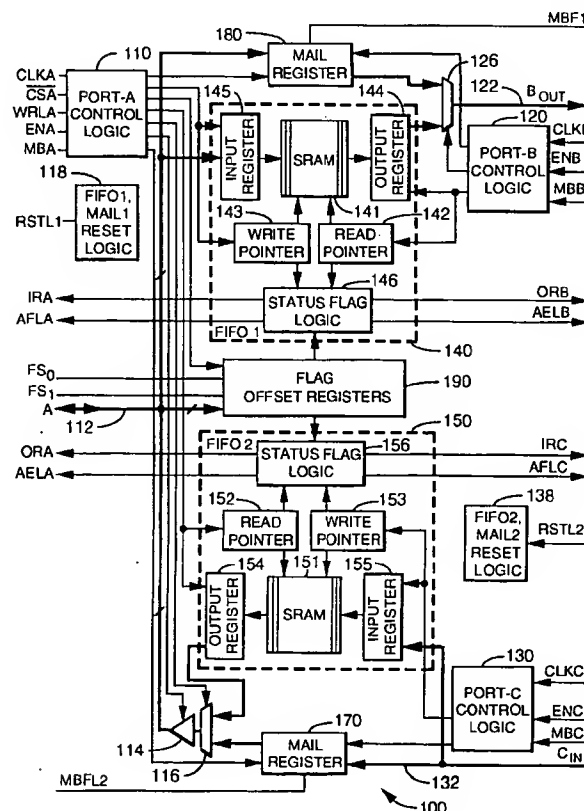 110
180
MBF1
126
122
BOUT
CLKA
CSA
WRLA
ENA
MBA
PORT-A
CONTROL
LOGIC
MAIL
REGISTER
145
144
120
PORT-B
CONTROL
LOGIC
ENB
MBB
118
FIFO1,
MAIL1
RESET
LOGIC
RSTL1
INPUT
REGISTER
SRAM
OUTPUT
REGISTER
143
141
142
WRITE
POINTER
READ
POINTER
146
IRA
AFLA
STATUS FLAG
LOGIC
ORB
AELB
FIFO 1
140
FS0
FS1
A
112
FLAG
OFFSET REGISTERS
190
150
ORA
AELA
FIFO 2
STATUS FLAG
LOGIC
156
IRC
AFLC
152
153
READ
POINTER
WRITE
POINTER
138
FIFO2,
MAIL2
RESET
LOGIC
RSTL2
154
151
155
OUTPUT
REGISTER
SRAM
INPUT
REGISTER
130
PORT-C
CONTROL
LOGIC
CLKC
ENC
MBC
CIN
114
116
170
MAIL
REGISTER
132
MBFL2
100